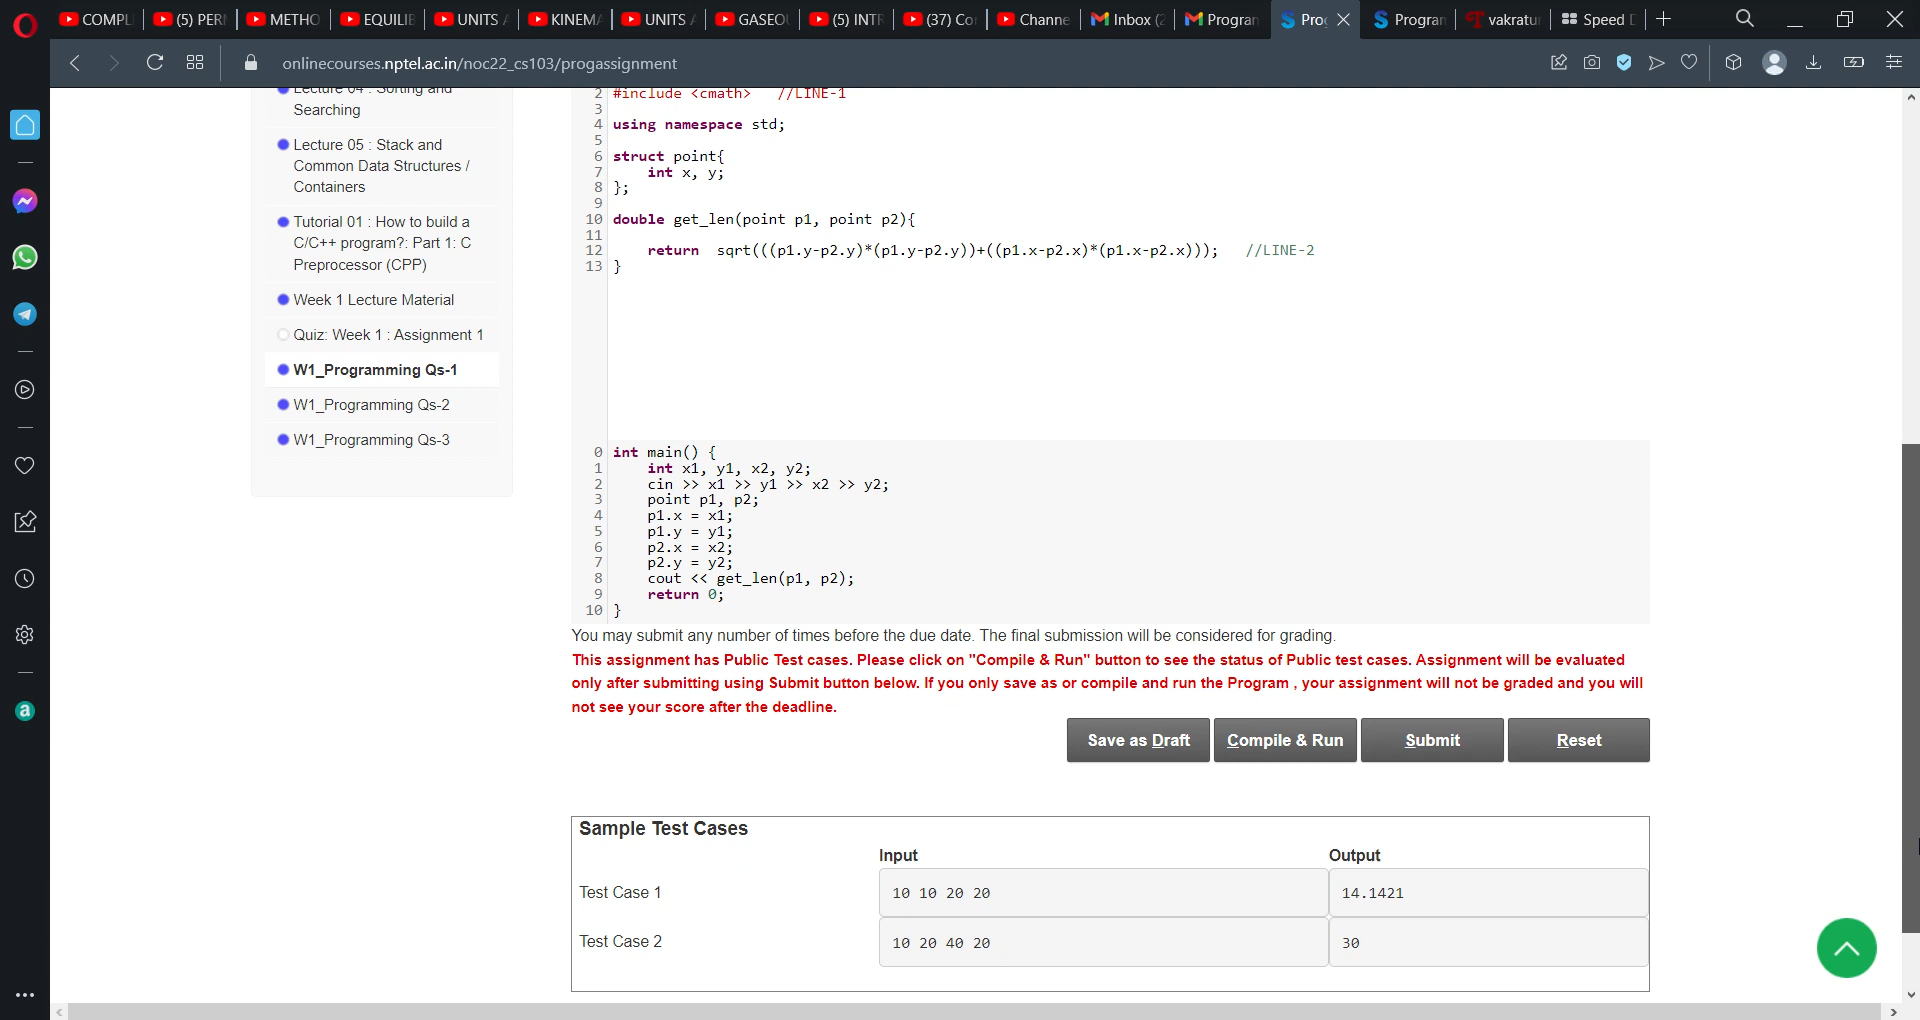 COMPL
(5) PERI
METHO
EQUILIE
UNITS
KINEMA
UNITS
GASEO
(5) INTR
(37) Co
Channe
Inbox (2
Program
Prog
Program
vakratu
Speed D
onlinecourses.nptel.ac.in/noc22_cs103/progassignment
Lecture 04 : Sorting and
Searching
Lecture 05 : Stack and
Common Data Structures /
Containers
Tutorial 01 : How to build a
C/C++ program?: Part 1: C
Preprocessor (CPP)
Week 1 Lecture Material
Quiz: Week 1 : Assignment 1
W1_Programming Qs-1
W1_Programming Qs-2
W1_Programming Qs-3
2 #include <cmath>   //LINE-1
3
4 using namespace std;
5
6 struct point{
7     int x, y;
8 };
9
10 double get_len(point p1, point p2){
11
12     return  sqrt(((p1.y-p2.y)*(p1.y-p2.y))+((p1.x-p2.x)*(p1.x-p2.x)));   //LINE-2
13 }
0 int main() {
1     int x1, y1, x2, y2;
2     cin >> x1 >> y1 >> x2 >> y2;
3     point p1, p2;
4     p1.x = x1;
5     p1.y = y1;
6     p2.x = x2;
7     p2.y = y2;
8     cout << get_len(p1, p2);
9     return 0;
10 }
You may submit any number of times before the due date. The final submission will be considered for grading.
This assignment has Public Test cases. Please click on "Compile & Run" button to see the status of Public test cases. Assignment will be evaluated
only after submitting using Submit button below. If you only save as or compile and run the Program , your assignment will not be graded and you will
not see your score after the deadline.
Save as Draft
Compile & Run
Submit
Reset
Sample Test Cases
Input Output
Test Case 1 10 10 20 20 14.1421
Test Case 2 10 20 40 20 30